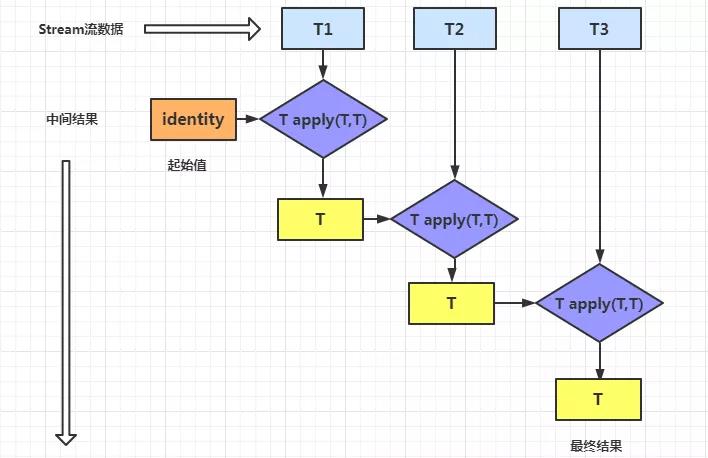 Stream流数据
T1
T2
T3
中间结果
identity
T apply(T,T)
起始值
T
T apply(T,T)
T
T apply(T,T)
T
最终结果